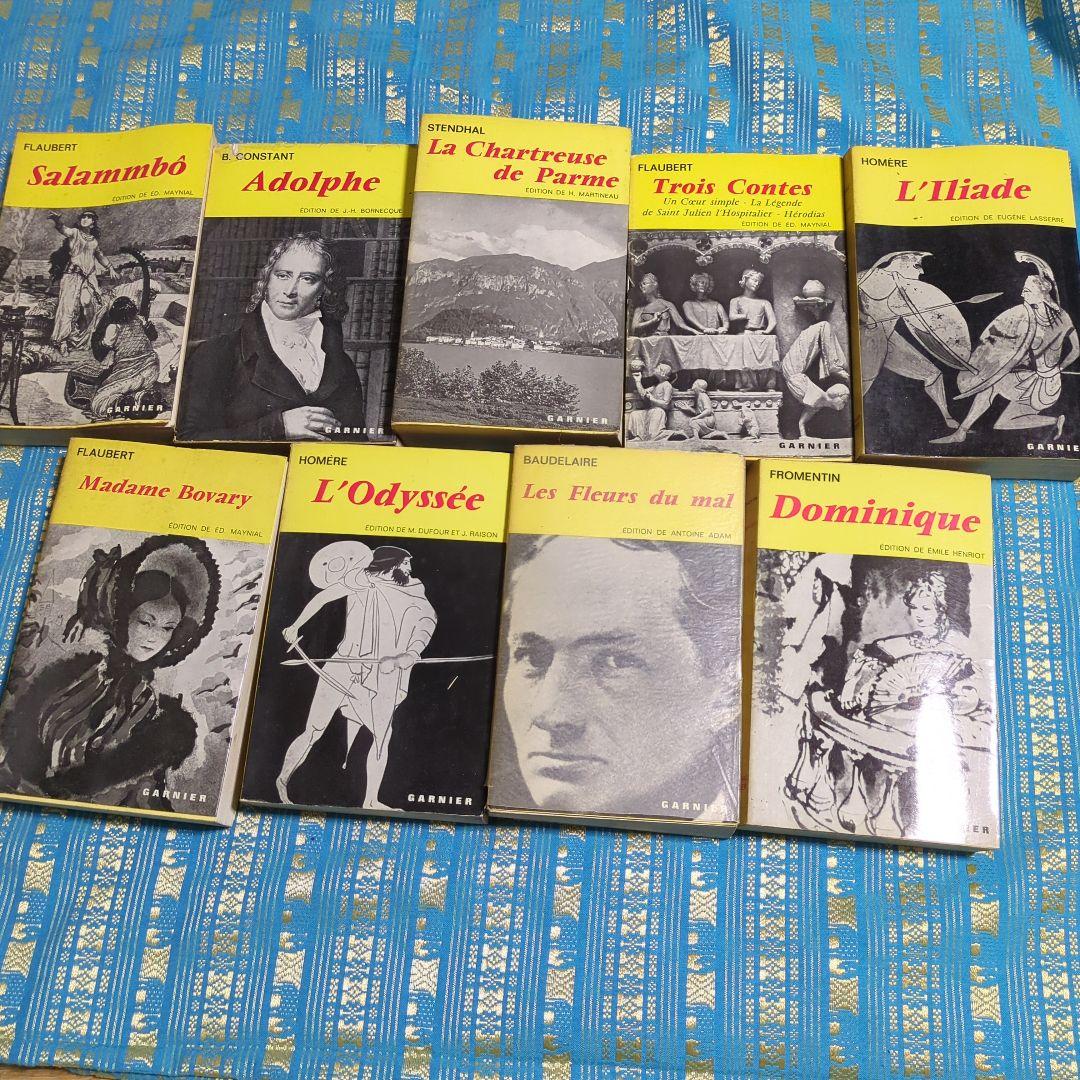 FLAUBERT
Salammbô
ÉDITION DE ÉD. MAYNIAL
GARNIER
B. CONSTANT
Adolphe
ÉDITION DE J.-H. BORNECQUE
GARNIER
STENDHAL
La Chartreuse
de Parme
ÉDITION DE H. MARTINEAU
GARNIER
FLAUBERT
Trois Contes
Un Cœur simple - La Légende
de Saint Julien l'Hospitalier - Hérodias
ÉDITION DE ÉD. MAYNIAL
GARNIER
HOMÈRE
L'Iliade
ÉDITION DE EUGÈNE LASSERRE
GARNIE
FLAUBERT
Madame Bovary
ÉDITION DE ÉD. MAYNIAL
GARNIER
HOMÈRE
L'Odyssée
ÉDITION DE M. DUFOUR ET J. RAISON
GARNIER
BAUDELAIRE
Les Fleurs du mal
ÉDITION DE ANTOINE ADAM
GARNIER
FROMENTIN
Dominique
ÉDITION DE ÉMILE HENRIOT
IER